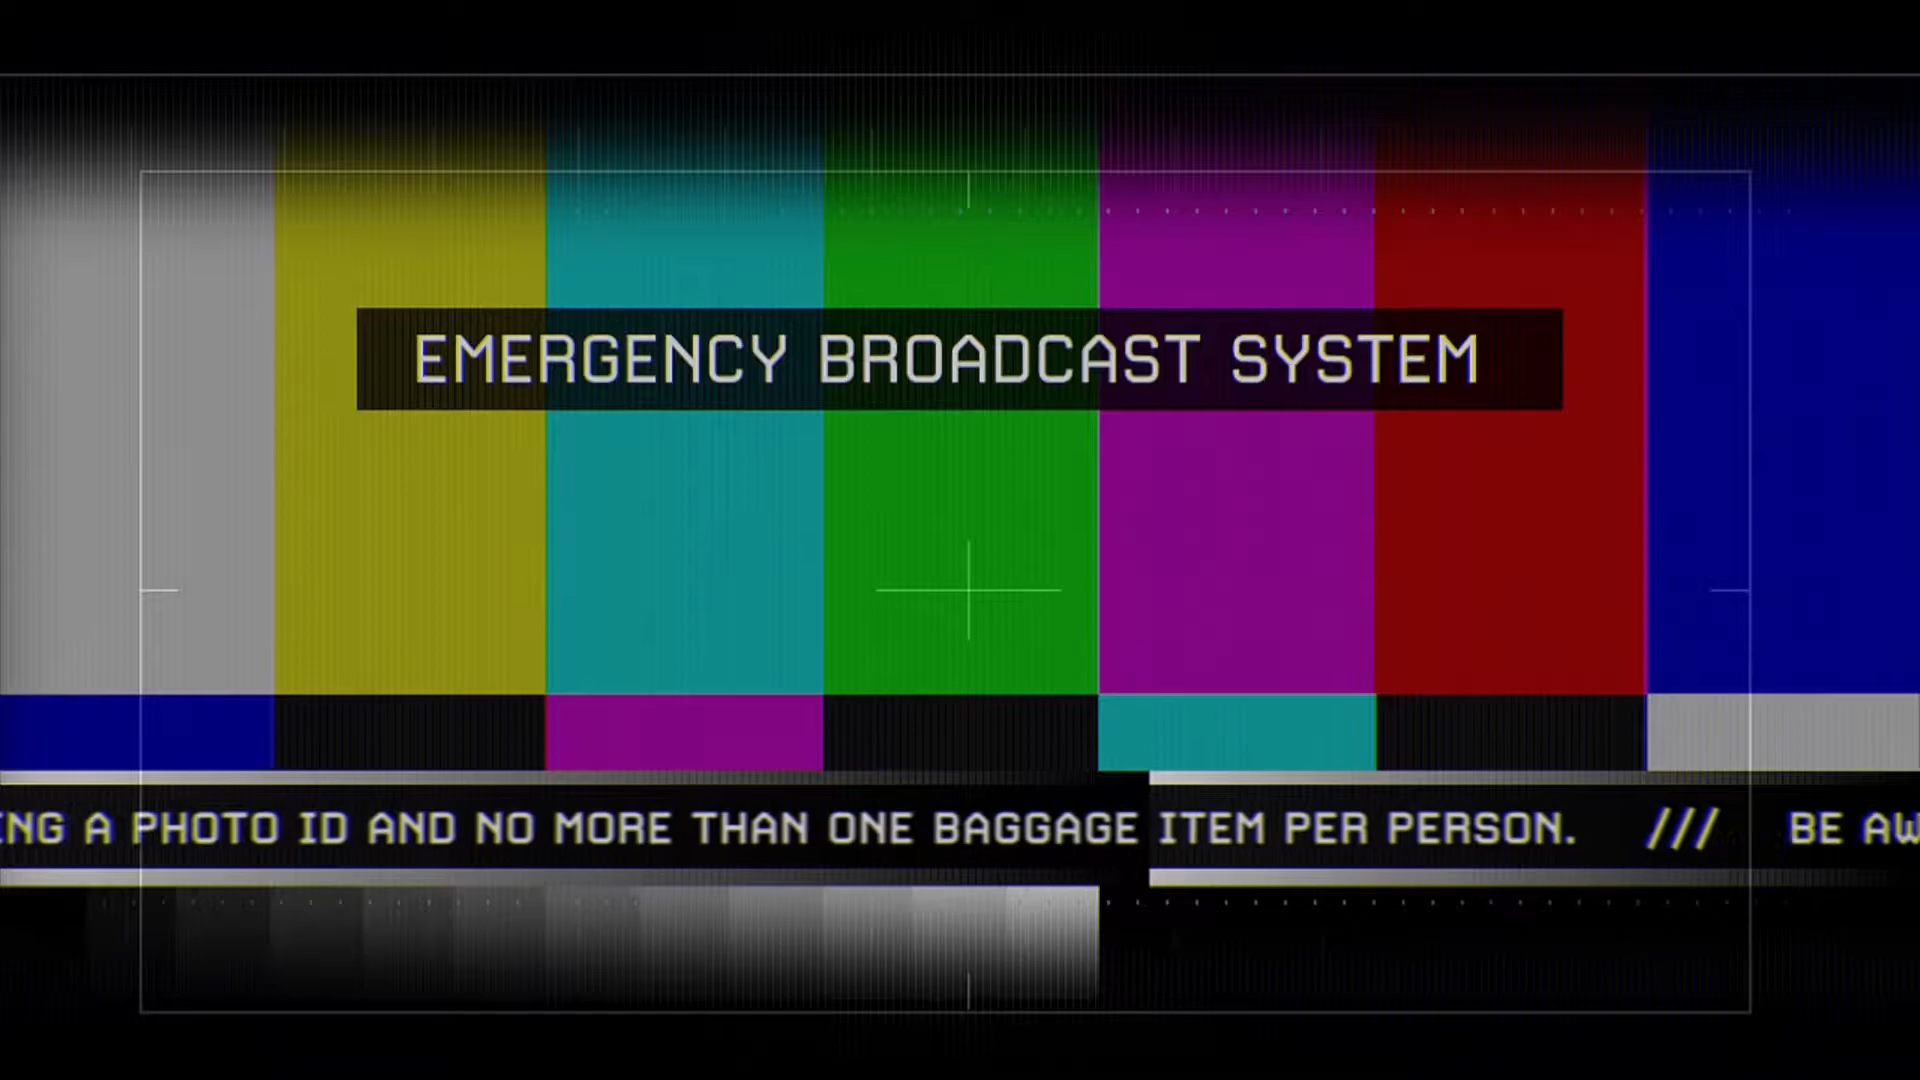 EMERGENCY BROADCAST SYSTEM
A PHOTO ID AND NO MORE THAN ONE BAGGAGE ITEM PER PERSON. /// BE